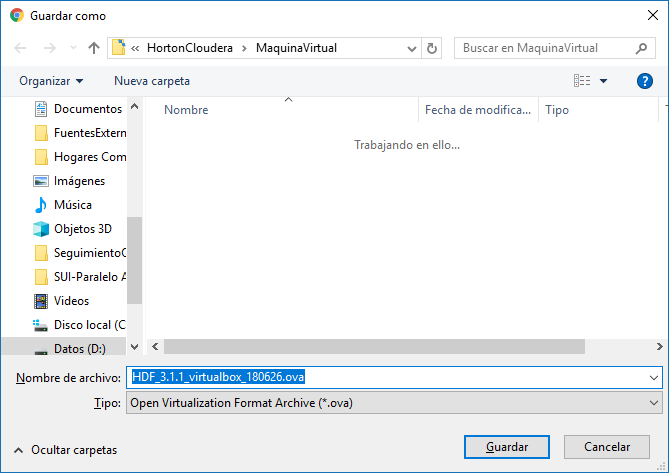 Guardar como
« HortonCloudera › MaquinaVirtual
Buscar en MaquinaVirtual
Organizar
Nueva carpeta
?
Documentos
FuentesExtern
Hogares Com
Imágenes
Música
Objetos 3D
SeguimientoC
SUI-Paralelo A
Videos
Disco local (C
Datos (D:)
Nombre
Fecha de modifica...
Tipo
Trabajando en ello...
Nombre de archivo: HDF_3.1.1_virtualbox_180626.ova
Tipo: Open Virtualization Format Archive (*.ova)
Ocultar carpetas
Guardar
Cancelar